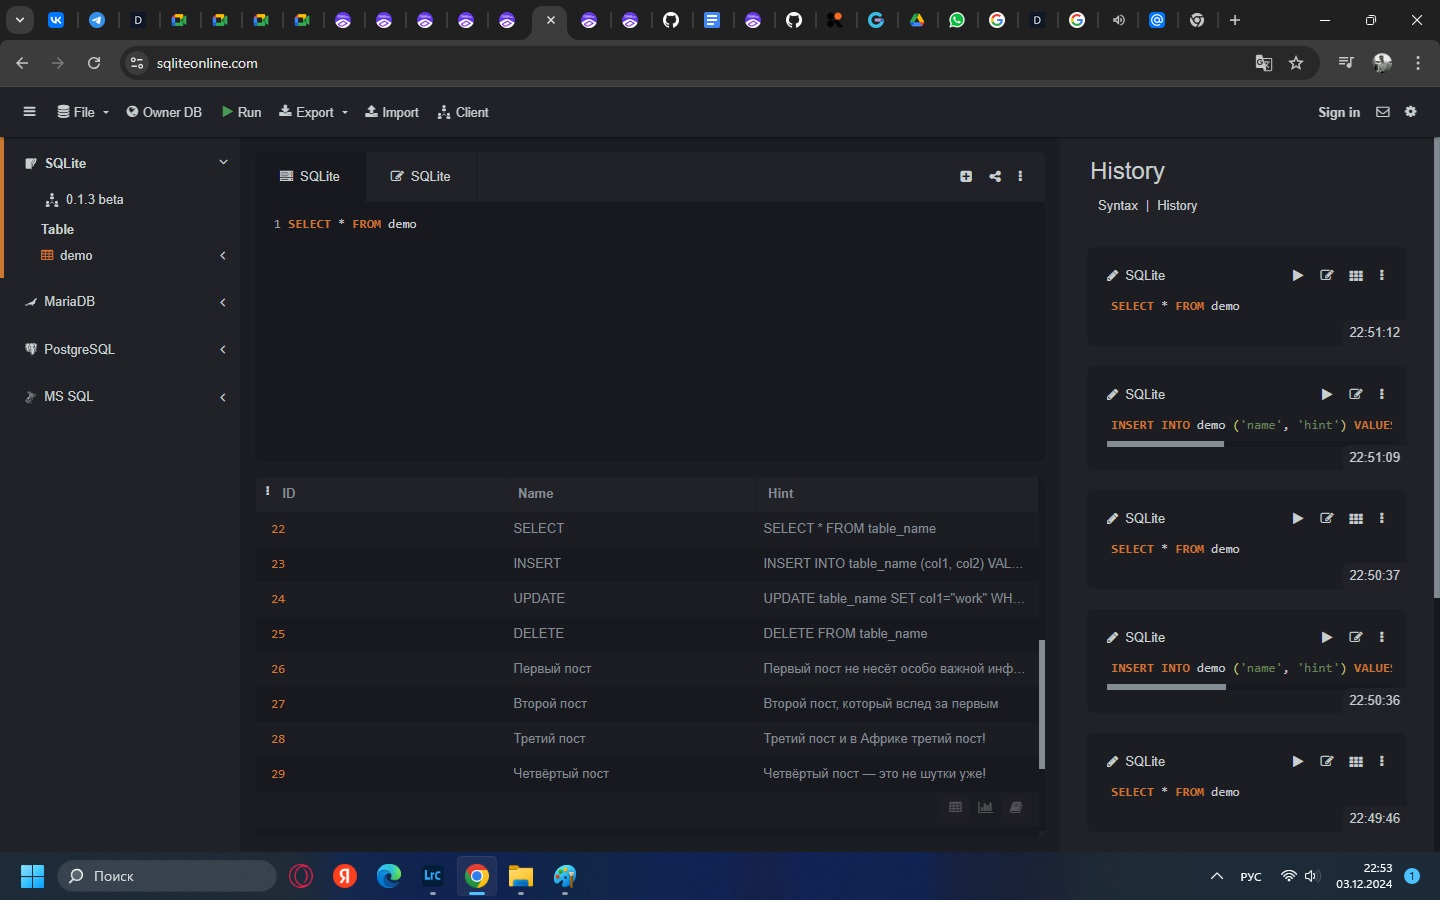 sqliteonline.com
File
Owner DB
Run
Export
Import
Client
Sign in
SQLite
0.1.3 beta
Table
demo
MariaDB
PostgreSQL
MS SQL
SQLite
SQLite
1 SELECT * FROM demo
ID Name Hint
22 SELECT SELECT * FROM table_name
23 INSERT INSERT INTO table_name (col1, col2) VAL...
24 UPDATE UPDATE table_name SET col1="work" WH...
25 DELETE DELETE FROM table_name
26 Первый пост Первый пост не несёт особо важной инф...
27 Второй пост Второй пост, который вслед за первым
28 Третий пост Третий пост и в Африке третий пост!
29 Четвёртый пост Четвёртый пост — это не шутки уже!
History
Syntax | History
SQLite
SELECT * FROM demo
22:51:12
SQLite
INSERT INTO demo ('name', 'hint') VALUES
22:51:09
SQLite
SELECT * FROM demo
22:50:37
SQLite
INSERT INTO demo ('name', 'hint') VALUES
22:50:36
SQLite
SELECT * FROM demo
22:49:46
Поиск
Lrc
РУС
22:53
03.12.2024
1